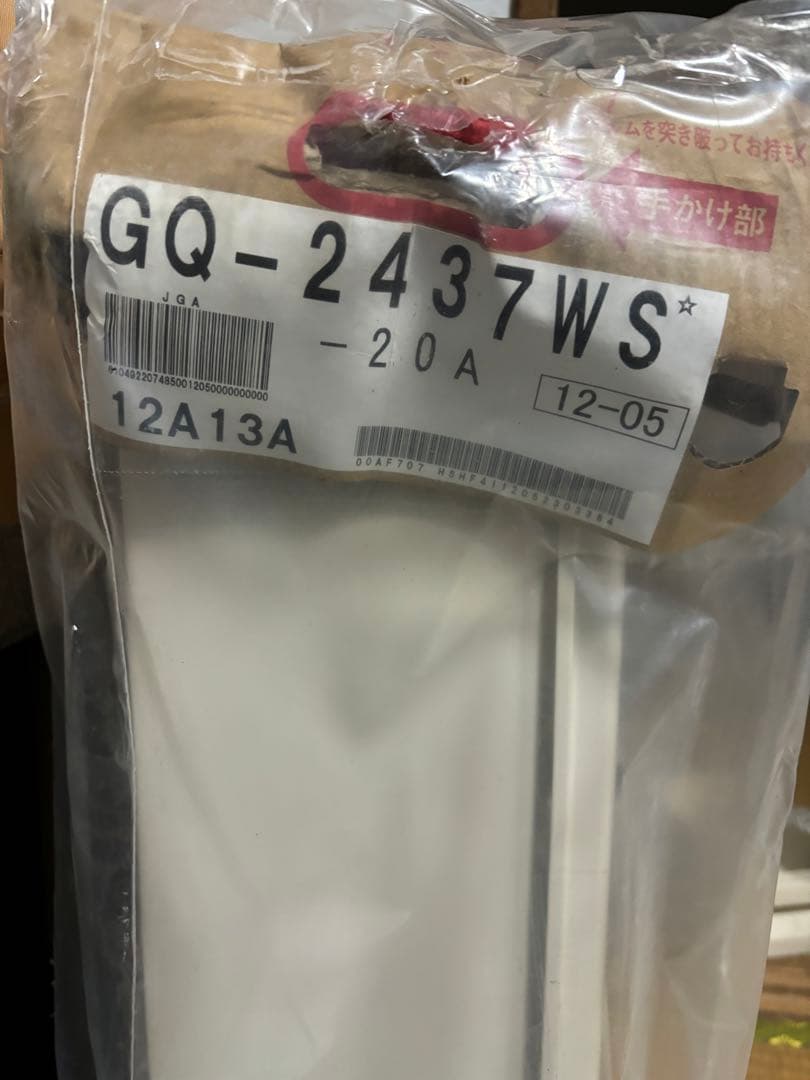 ムを突き破ってお持ちく
手かけ部
GQ-2437WS☆
JGA
-20A
12-05
12A13A